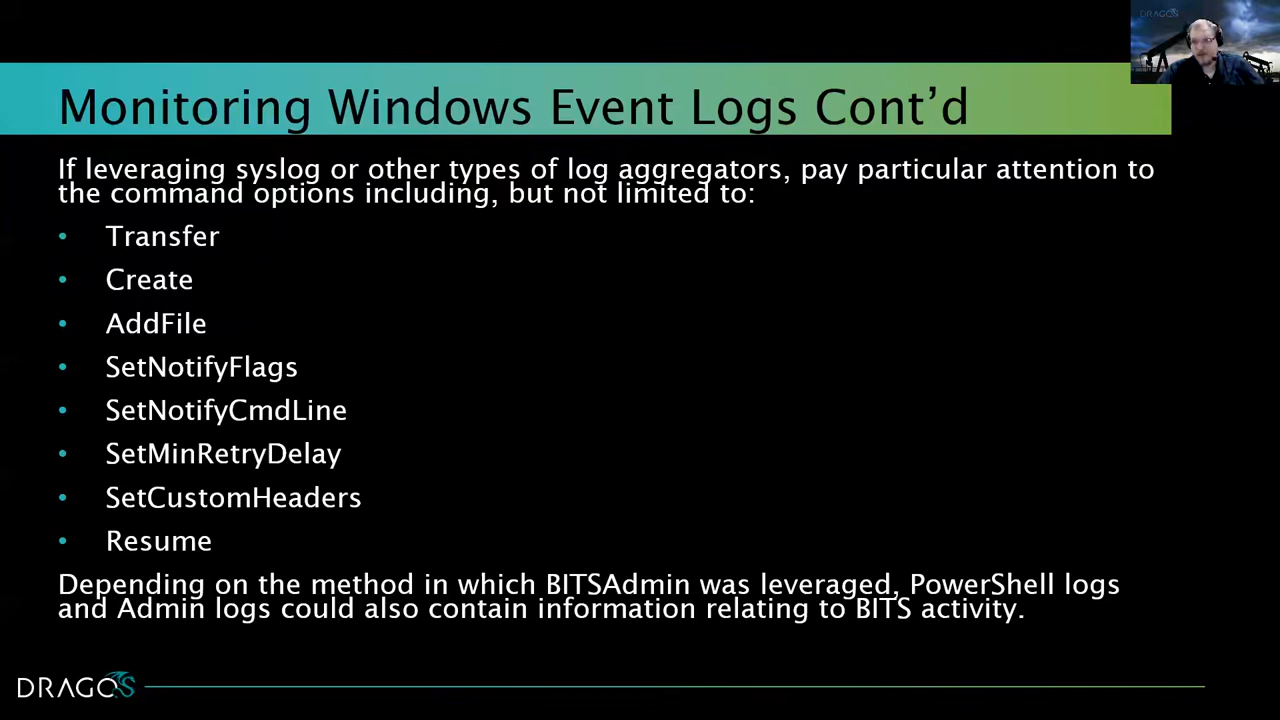 DRAGOS
Monitoring Windows Event Logs Cont’d
If leveraging syslog or other types of log aggregators, pay particular attention to
the command options including, but not limited to:
• Transfer
• Create
• AddFile
• SetNotifyFlags
• SetNotifyCmdLine
• SetMinRetryDelay
• SetCustomHeaders
• Resume
Depending on the method in which BITSAdmin was leveraged, PowerShell logs
and Admin logs could also contain information relating to BITS activity.
DRAGOS